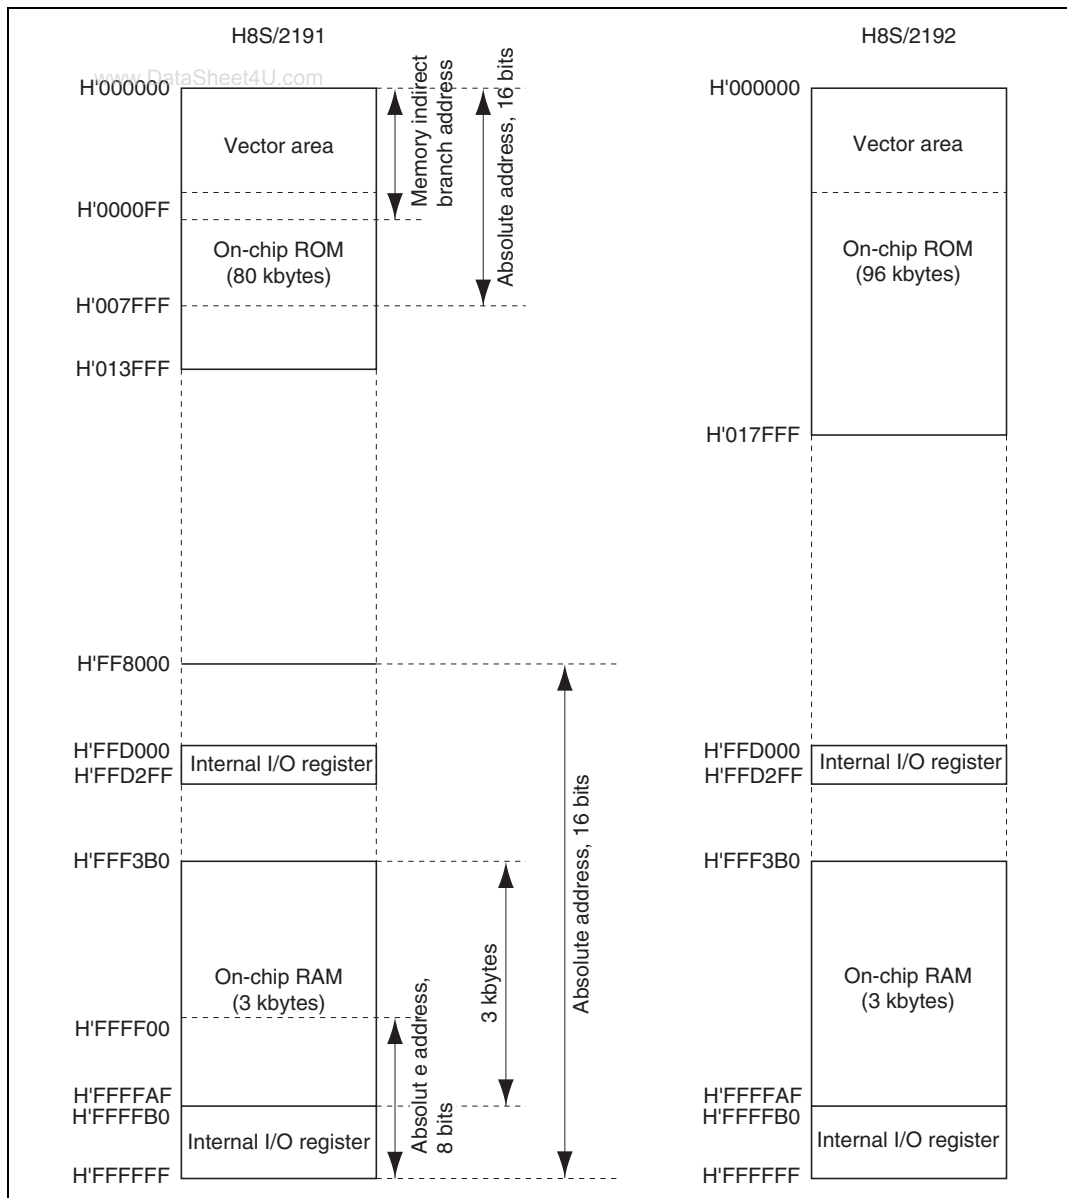 H8S/2191
www.DataSheet4U.com
H'000000
Vector area
H'0000FF
On-chip ROM
(80 kbytes)
H'007FFF
H'013FFF
Memory indirect
branch address
Absolute address, 16 bits
H'FF8000
H'FFD000
Internal I/O register
H'FFD2FF
H'FFF3B0
On-chip RAM
(3 kbytes)
H'FFFF00
H'FFFFAF
H'FFFFB0
Internal I/O register
H'FFFFFF
Absolut e address,
8 bits
3 kbytes
Absolute address, 16 bits
H8S/2192
H'000000
Vector area
On-chip ROM
(96 kbytes)
H'017FFF
H'FFD000
Internal I/O register
H'FFD2FF
H'FFF3B0
On-chip RAM
(3 kbytes)
H'FFFFAF
H'FFFFB0
Internal I/O register
H'FFFFFF